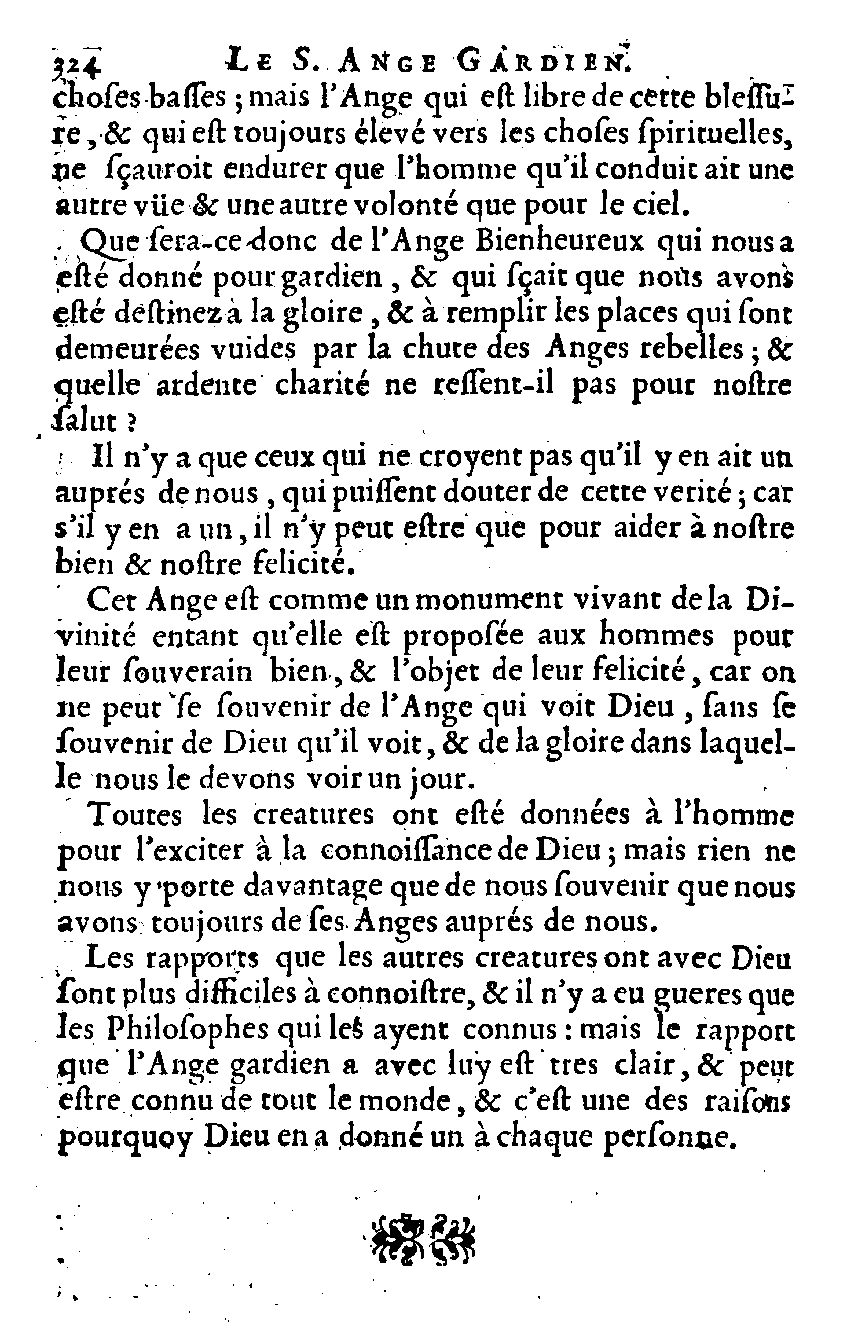 324 LE S. ANGE GARDIEN.
choſes baſſes ; mais l'Ange qui eſt libre de cette bleſſu-
re, & qui eſt toujours élevé vers les choſes ſpirituelles,
ne ſçauroit endurer que l'homme qu'il conduit ait une
autre vüe & une autre volonté que pour le ciel.
Que ſera-ce donc de l'Ange Bienheureux qui nous a
eſté donné pour gardien, & qui ſçait que nous avons
eſté deſtinez à la gloire, & à remplir les places qui ſont
demeurées vuides par la chute des Anges rebelles ; &
quelle ardente charité ne reſſent-il pas pour noſtre
ſalut ?
Il n'y a que ceux qui ne croyent pas qu'il y en ait un
auprés de nous, qui puiſſent douter de cette verité ; car
s'il y en a un, il n'y peut eſtre que pour aider à noſtre
bien & noſtre felicité.
Cet Ange eſt comme un monument vivant de la Di-
vinité entant qu'elle eſt propoſée aux hommes pour
leur ſouverain bien, & l'objet de leur felicité, car on
ne peut ſe ſouvenir de l'Ange qui voit Dieu, ſans ſe
ſouvenir de Dieu qu'il voit, & de la gloire dans laquel-
le nous le devons voir un jour.
Toutes les creatures ont eſté données à l'homme
pour l'exciter à la connoiſſance de Dieu ; mais rien ne
nous y porte davantage que de nous ſouvenir que nous
avons toujours de ſes Anges auprés de nous.
Les rapports que les autres creatures ont avec Dieu
ſont plus difficiles à connoiſtre, & il n'y a eu gueres que
les Philoſophes qui les ayent connus : mais le rapport
que l'Ange gardien a avec luy eſt tres clair, & peut
eſtre connu de tout le monde, & c'eſt une des raiſons
pourquoy Dieu en a donné un à chaque perſonne.